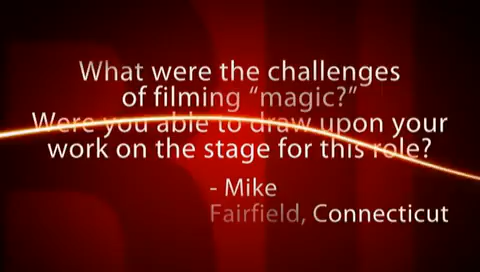 What were the challenges
of filming “magic?”
Were you able to draw upon your
work on the stage for this role?
- Mike
Fairfield, Connecticut